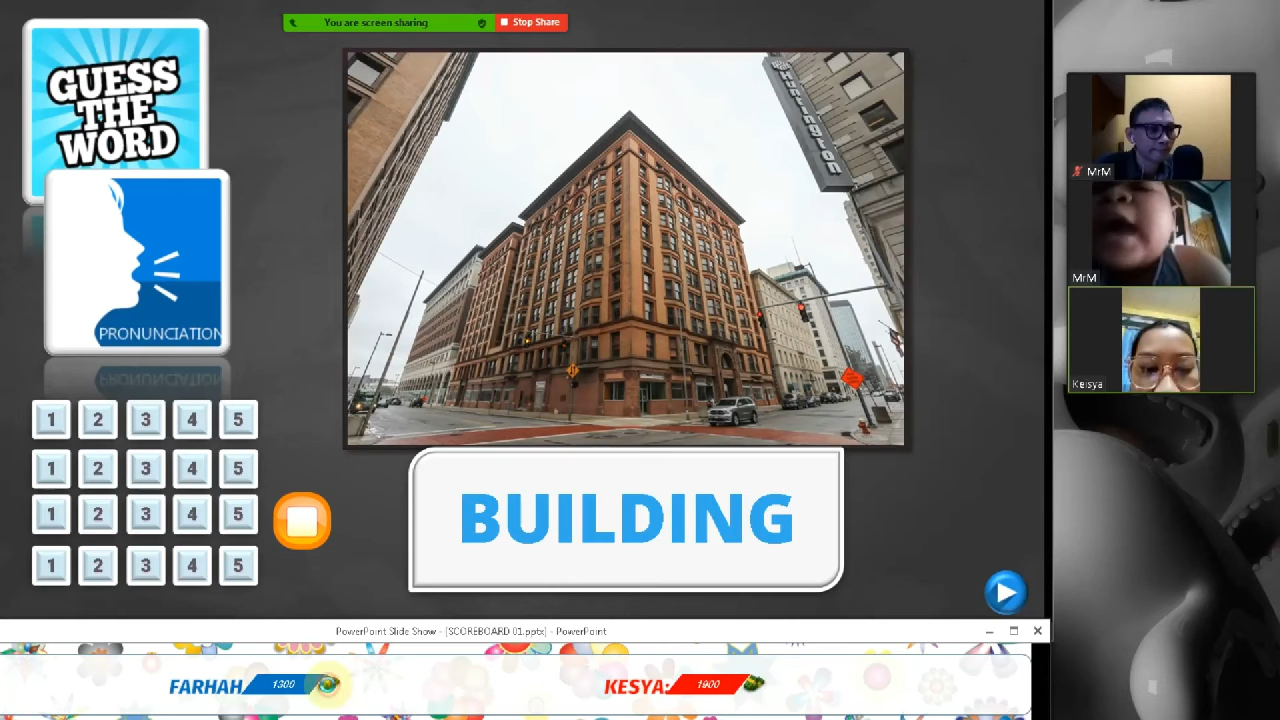 You are screen sharing
Stop Share
GUESS
THE
WORD
Huntington
PRONUNCIATION
MrM
MrM
Keisya
1 2 3 4 5
1 2 3 4 5
1 2 3 4 5
1 2 3 4 5
BUILDING
PowerPoint Slide Show - [SCOREBOARD 01.pptx] - PowerPoint
FARHAH 1300
KESYA: 1900